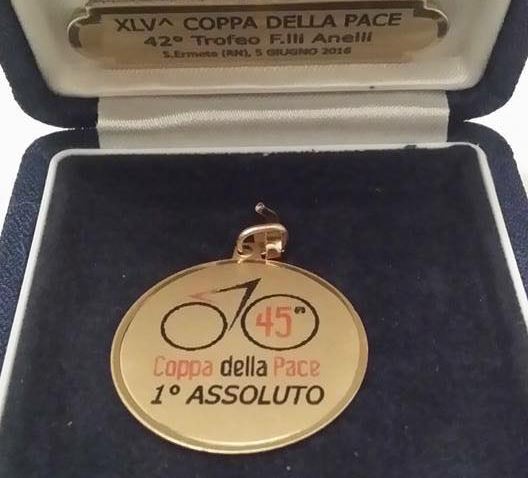 XLV^ COPPA DELLA PACE
42° Trofeo F.lli Anelli
S.Ermete (RN), 5 GIUGNO 2016
45^
Coppa della Pace
1° ASSOLUTO